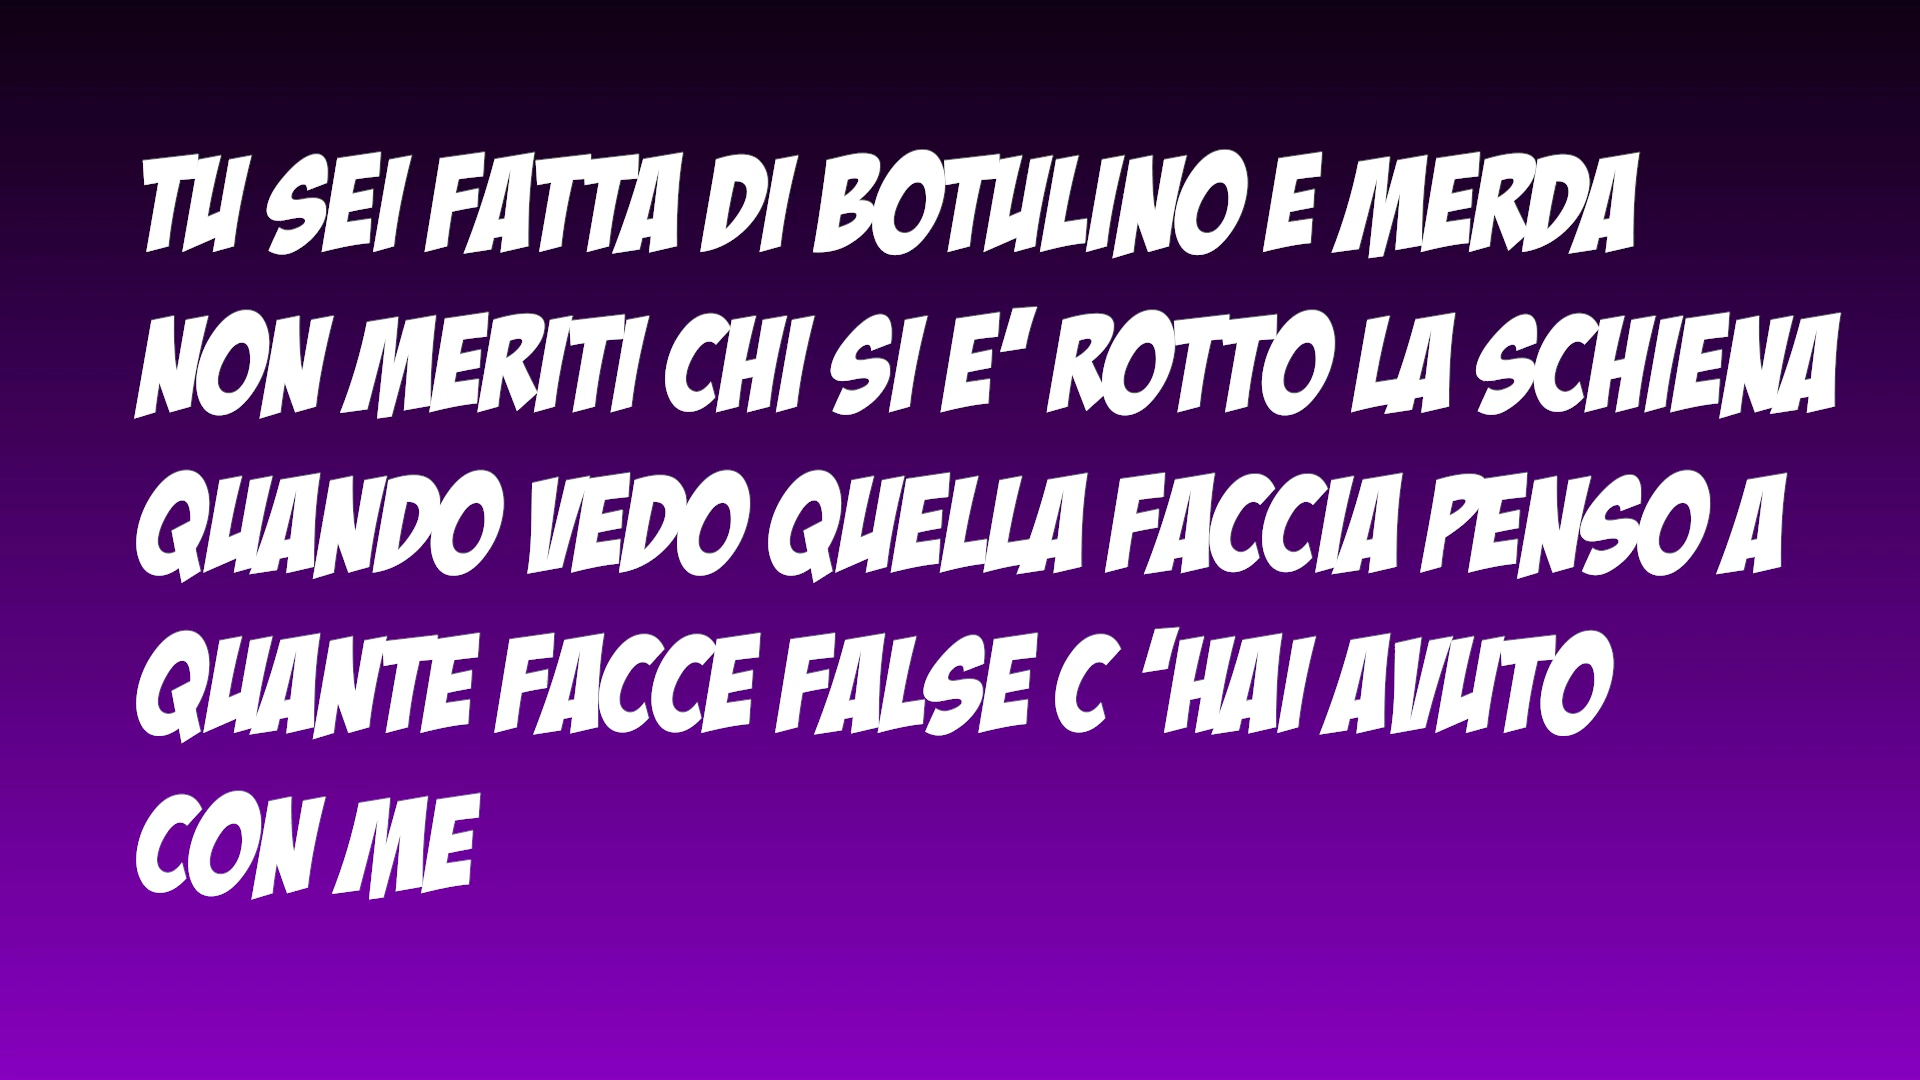 TU SEI FATTA DI BOTULINO E MERDA
NON MERITI CHI SI E' ROTTO LA SCHIENA
QUANDO VEDO QUELLA FACCIA PENSO A
QUANTE FACCE FALSE C 'HAI AVUTO
CON ME